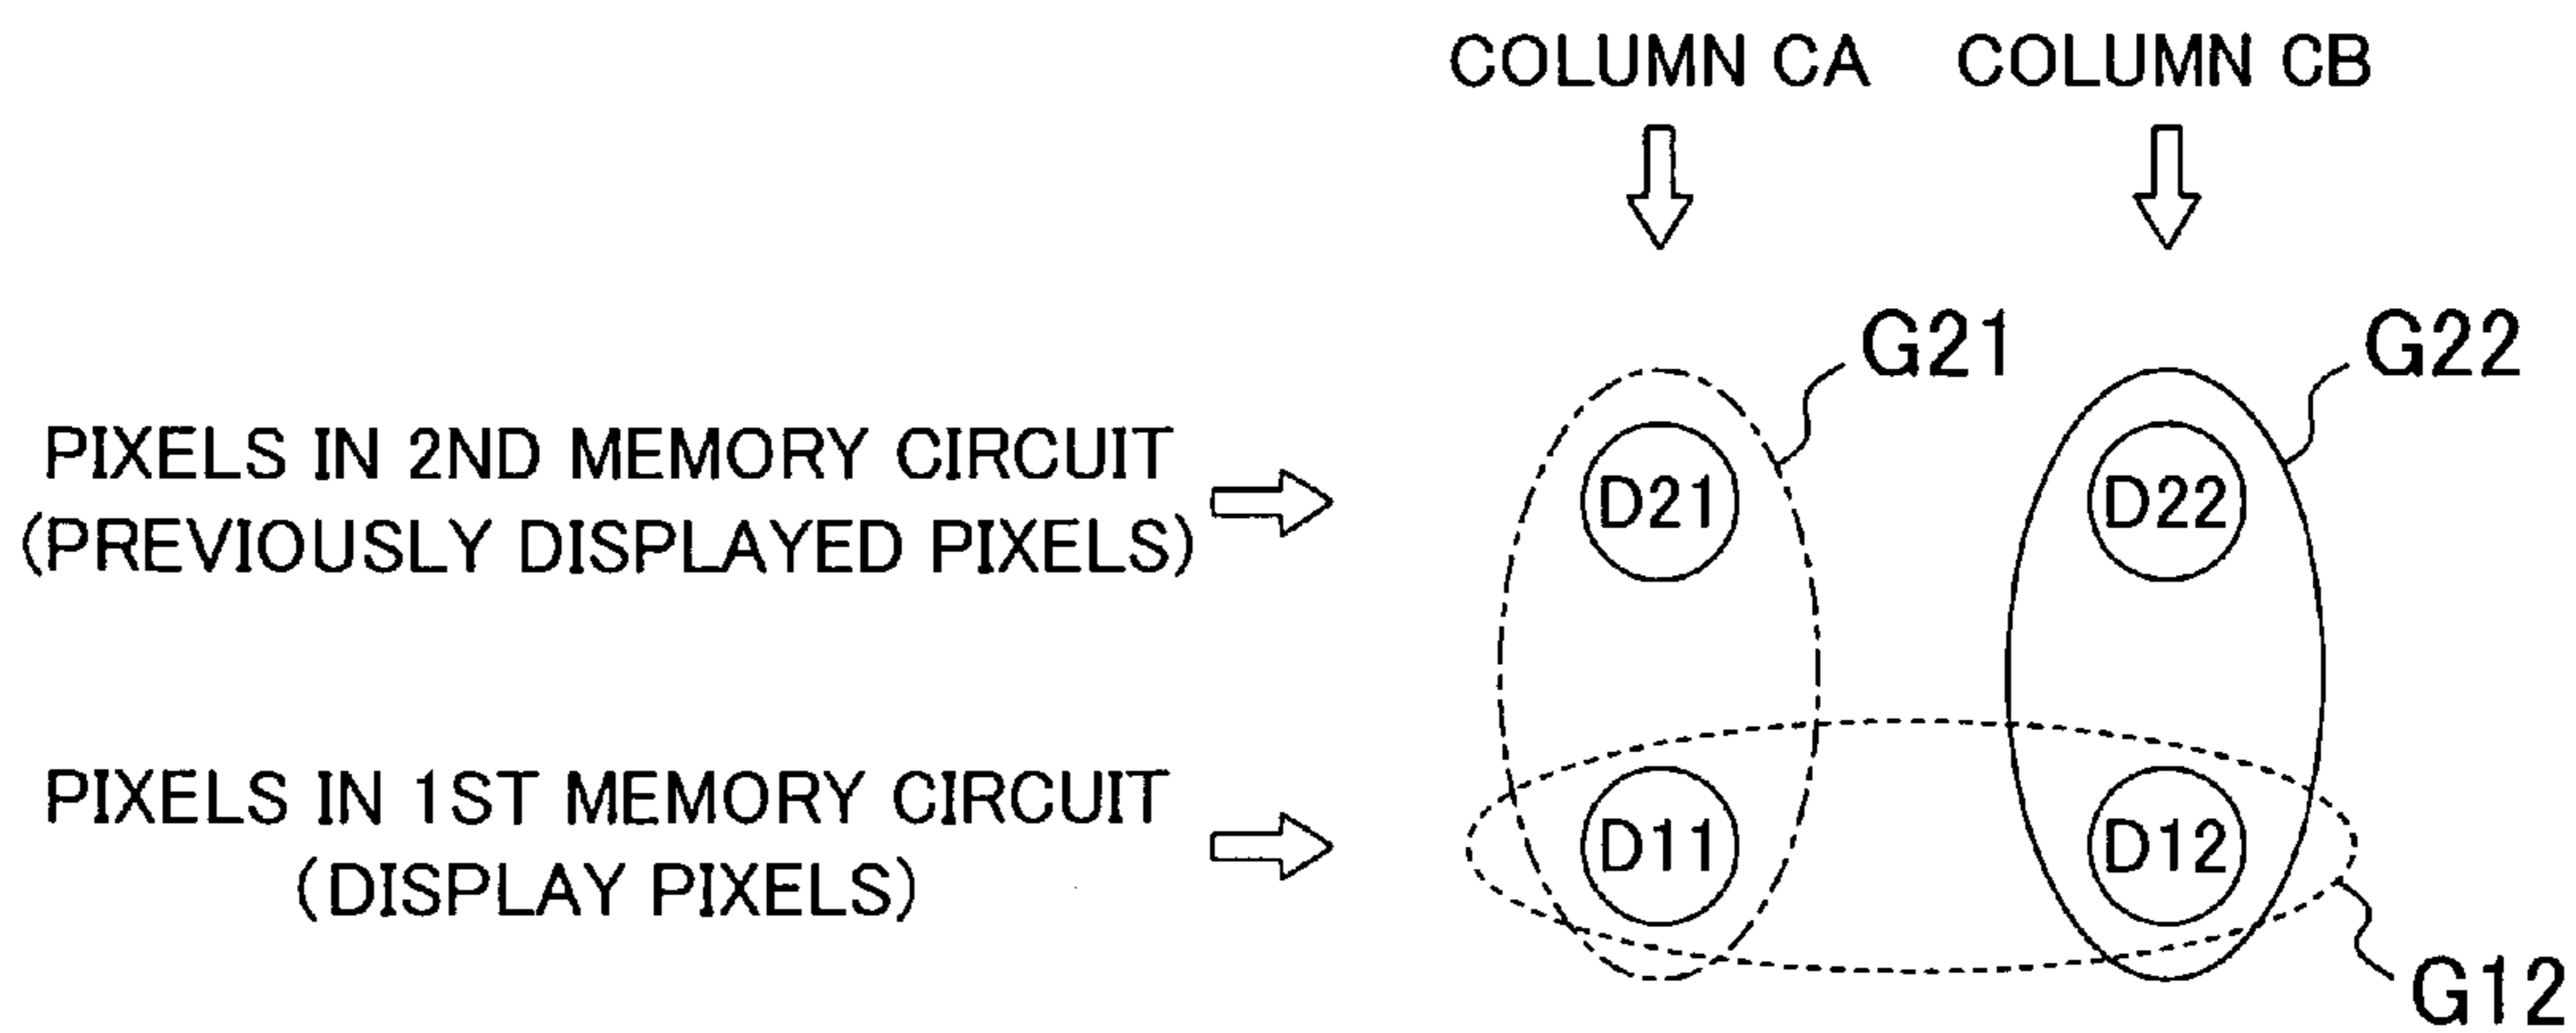 COLUMN CA COLUMN CB
G21 G22
PIXELS IN 2ND MEMORY CIRCUIT
(PREVIOUSLY DISPLAYED PIXELS)
D21 D22
PIXELS IN 1ST MEMORY CIRCUIT
(DISPLAY PIXELS)
D11 D12
G12